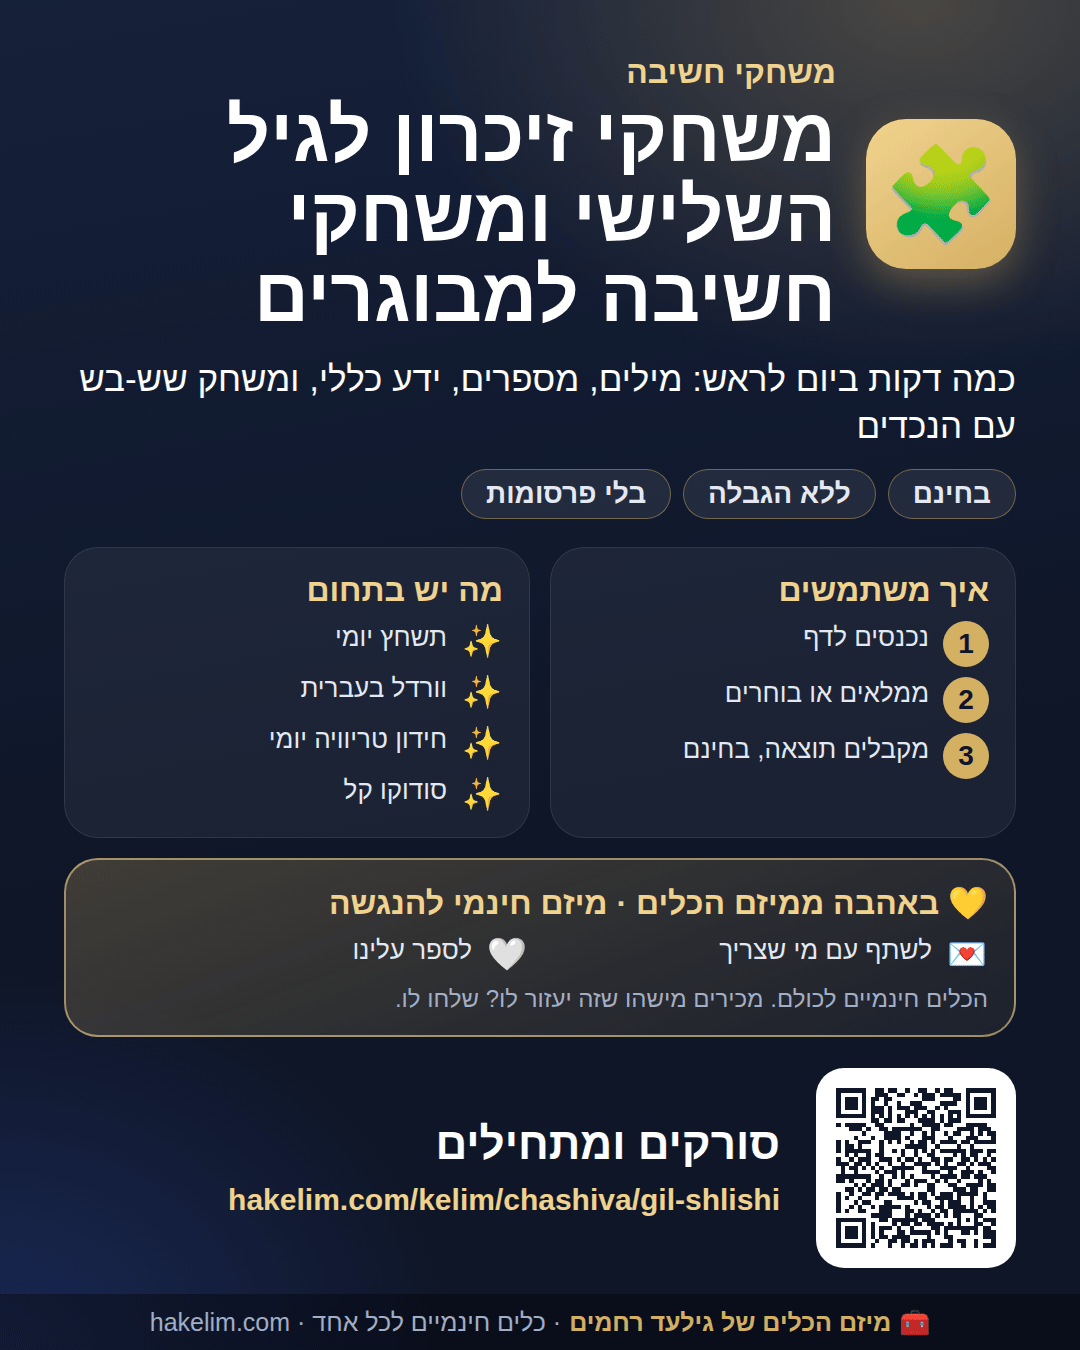 משחקי חשיבה
משחקי זיכרון לגיל
השלישי ומשחקי
חשיבה למבוגרים
כמה דקות ביום לראש: מילים, מספרים, ידע כללי, ומשחק שש-בש
עם הנכדים
בחינם
ללא הגבלה
בלי פרסומות
איך משתמשים
1 נכנסים לדף
2 ממלאים או בוחרים
3 מקבלים תוצאה, בחינם
מה יש בתחום
תשחץ יומי
וורדל בעברית
חידון טריוויה יומי
סודוקו קל
באהבה ממיזם הכלים · מיזם חינמי להנגשה
לשתף עם מי שצריך
לספר עלינו
הכלים חינמיים לכולם. מכירים מישהו שזה יעזור לו? שלחו לו.
סורקים ומתחילים
hakelim.com/kelim/chashiva/gil-shlishi
מיזם הכלים של גילעד רחמים · כלים חינמיים לכל אחד · hakelim.com